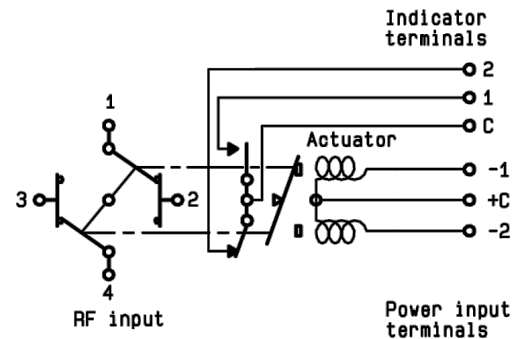 Indicator
terminals
2
1
C
Actuator
1
3
2
4
RF input
-1
+C
-2
Power input
terminals